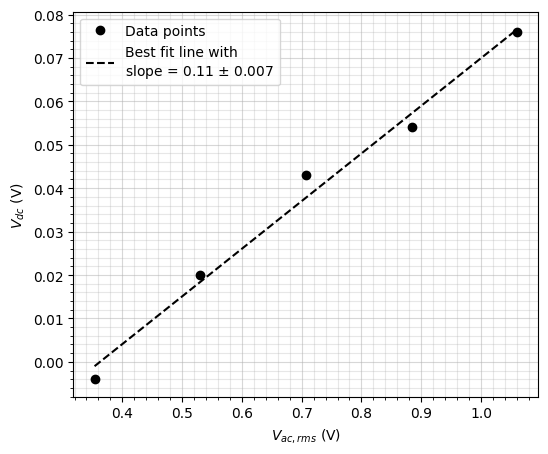 0.08
0.07
0.06
0.05
0.04
0.03
0.02
0.01
0.00
V_dc (V)
Data points
Best fit line with
slope = 0.11 ± 0.007
0.4 0.5 0.6 0.7 0.8 0.9 1.0
V_ac,rms (V)